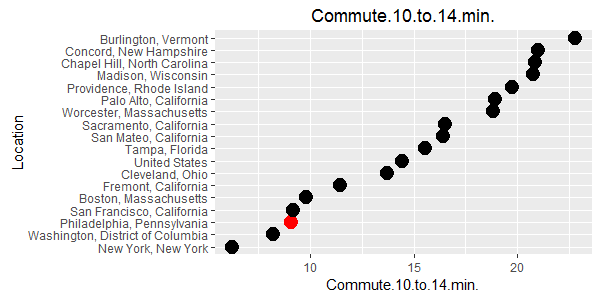 Commute.10.to.14.min.
Location
Burlington, Vermont
Concord, New Hampshire
Chapel Hill, North Carolina
Madison, Wisconsin
Providence, Rhode Island
Palo Alto, California
Worcester, Massachusetts
Sacramento, California
San Mateo, California
Tampa, Florida
United States
Cleveland, Ohio
Fremont, California
Boston, Massachusetts
San Francisco, California
Philadelphia, Pennsylvania
Washington, District of Columbia
New York, New York
10 15 20
Commute.10.to.14.min.